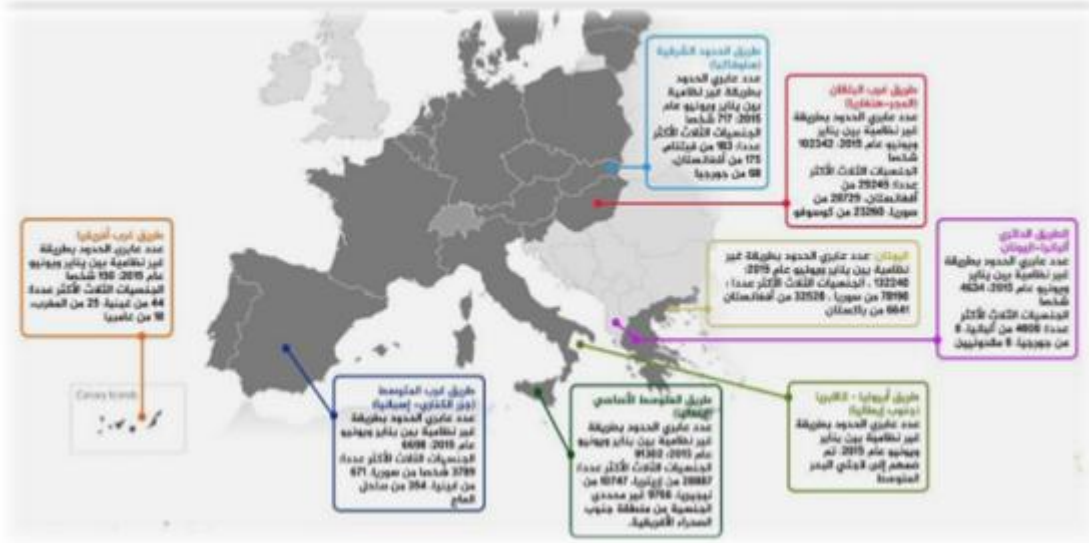 طريق الحدود الشرقية
(سلوفاكيا)
عدد عابري الحدود
بطريقة غير نظامية
بين يناير ويونيو عام
2015: 717 شخصا
الجنسيات الثلاث الأكثر
عددا: 183 من فيتنام،
175 من أفغانستان،
68 من جورجيا
طريق غرب البلقان
(المجر-هنغاريا)
عدد عابري الحدود بطريقة
غير نظامية بين يناير
ويونيو عام 2015: 102342
شخصا
الجنسيات الثلاث الأكثر
عددا: 29245 من
أفغانستان، 28729 من
سوريا، 23260 من كوسوفو
طريق غرب أفريقيا
عدد عابري الحدود بطريقة
غير نظامية بين يناير ويونيو
عام 2015: 150 شخصا
الجنسيات الثلاث الأكثر عددا:
44 من غينيا، 25 من المغرب،
18 من غامبيا
اليونان: عدد عابري الحدود بطريقة غير
نظامية بين يناير ويونيو عام 2015:
132240 ، الجنسيات الثلاث الأكثر عددا :
78190 من سوريا ، 32528 من أفغانستان
6641 من باكستان
الطريق الدائري
ألبانيا-اليونان
عدد عابري الحدود بطريقة
غير نظامية بين يناير
ويونيو عام 2015: 4634
شخصا
الجنسيات الثلاث الأكثر
عددا: 4606 من ألبانيا، 8
من جورجيا، 6 مقدونيين
Canary Islands
طريق غرب المتوسط
(جزر الكناري- إسبانيا)
عدد عابري الحدود بطريقة
غير نظامية بين يناير ويونيو
عام 2015: 6698
الجنسيات الثلاث الأكثر عددا:
3789 شخصا من سوريا، 671
من غينيا، 354 من ساحل
العاج
طريق المتوسط الأساسي
(إيطاليا)
عدد عابري الحدود بطريقة
غير نظامية بين يناير ويونيو
عام 2015: 91302
الجنسيات الثلاث الأكثر عددا:
28887 من إريتريا، 10747 من
نيجيريا، 9766 غير محددي
الجنسية من منطقة جنوب
الصحراء الأفريقية.
طريق أبروليا - كالابريا
(جنوب إيطاليا)
عدد عابري الحدود بطريقة
غير نظامية بين يناير
ويونيو عام 2015: تم
ضمهم إلى لاجئي البحر
المتوسط